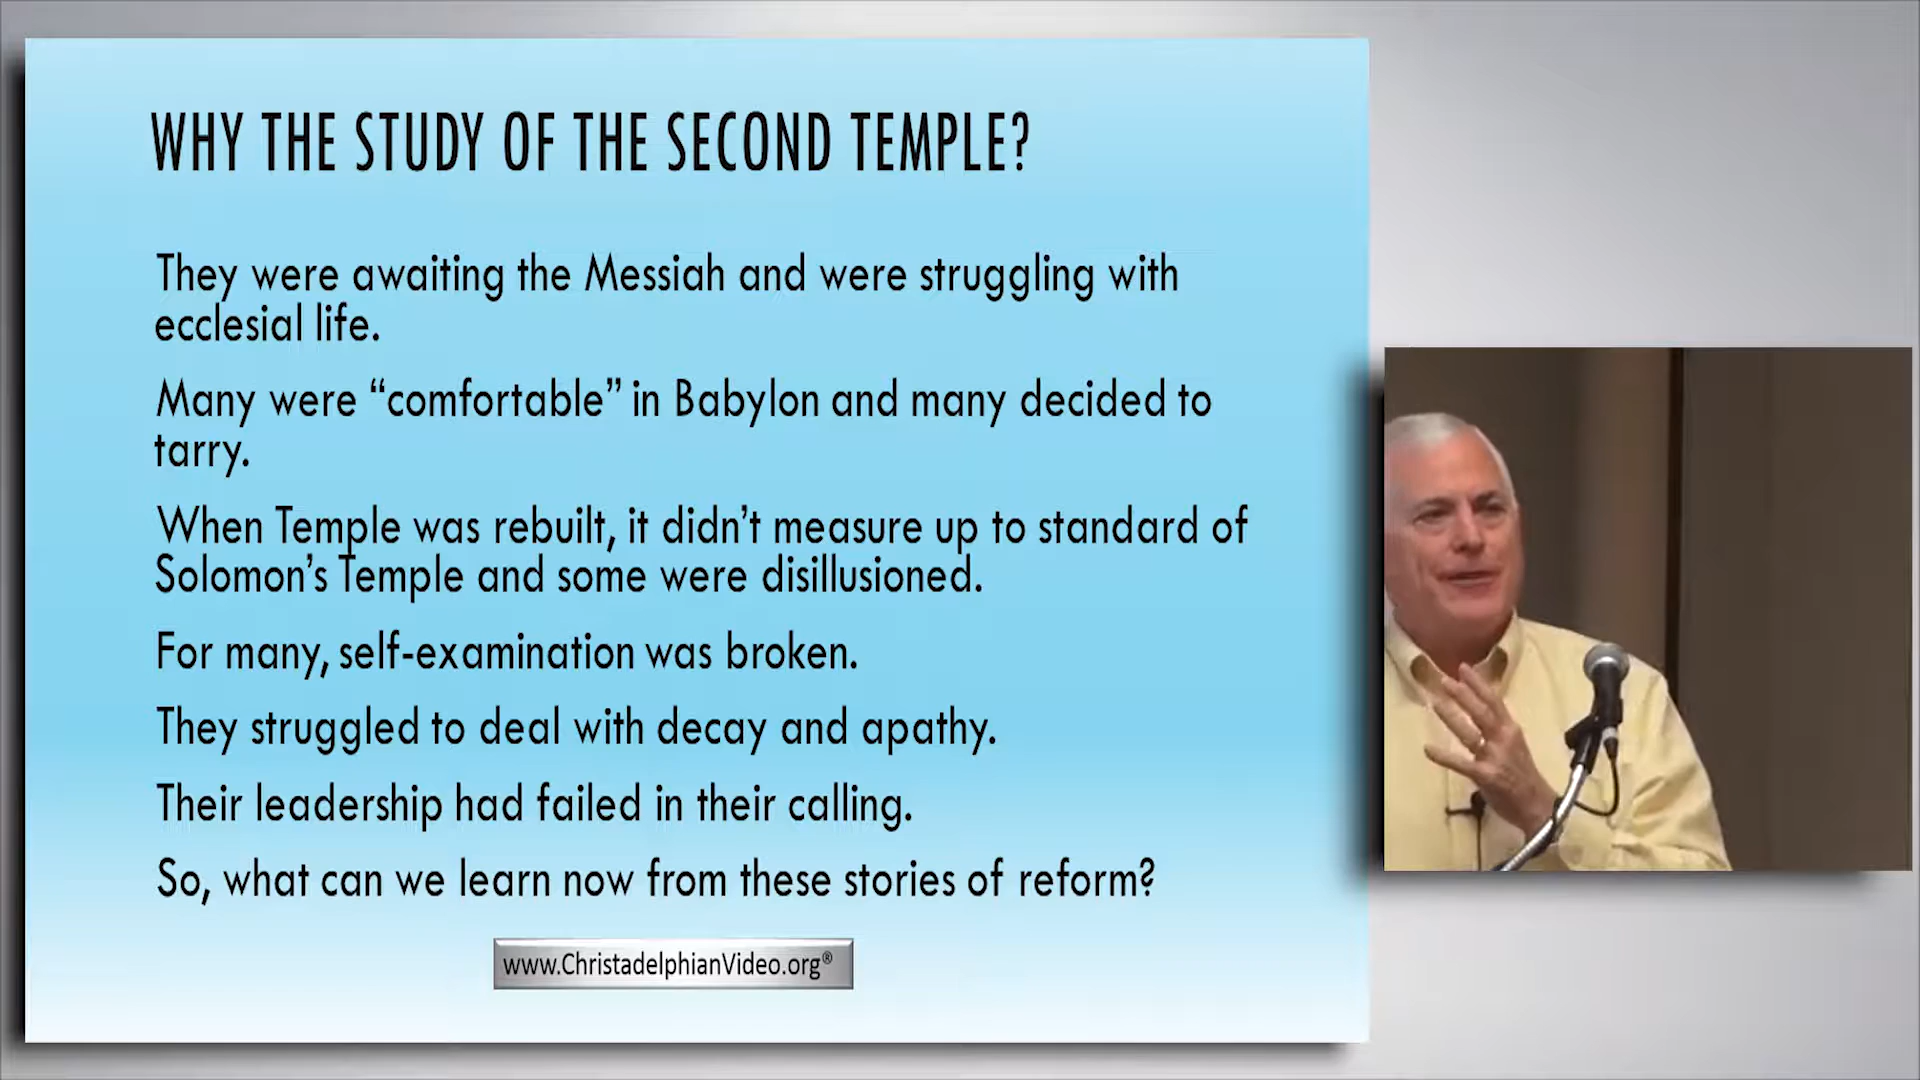 WHY THE STUDY OF THE SECOND TEMPLE?
They were awaiting the Messiah and were struggling with
ecclesial life.
Many were “comfortable” in Babylon and many decided to
tarry.
When Temple was rebuilt, it didn’t measure up to standard of
Solomon’s Temple and some were disillusioned.
For many, self-examination was broken.
They struggled to deal with decay and apathy.
Their leadership had failed in their calling.
So, what can we learn now from these stories of reform?
www.ChristadelphianVideo.org®